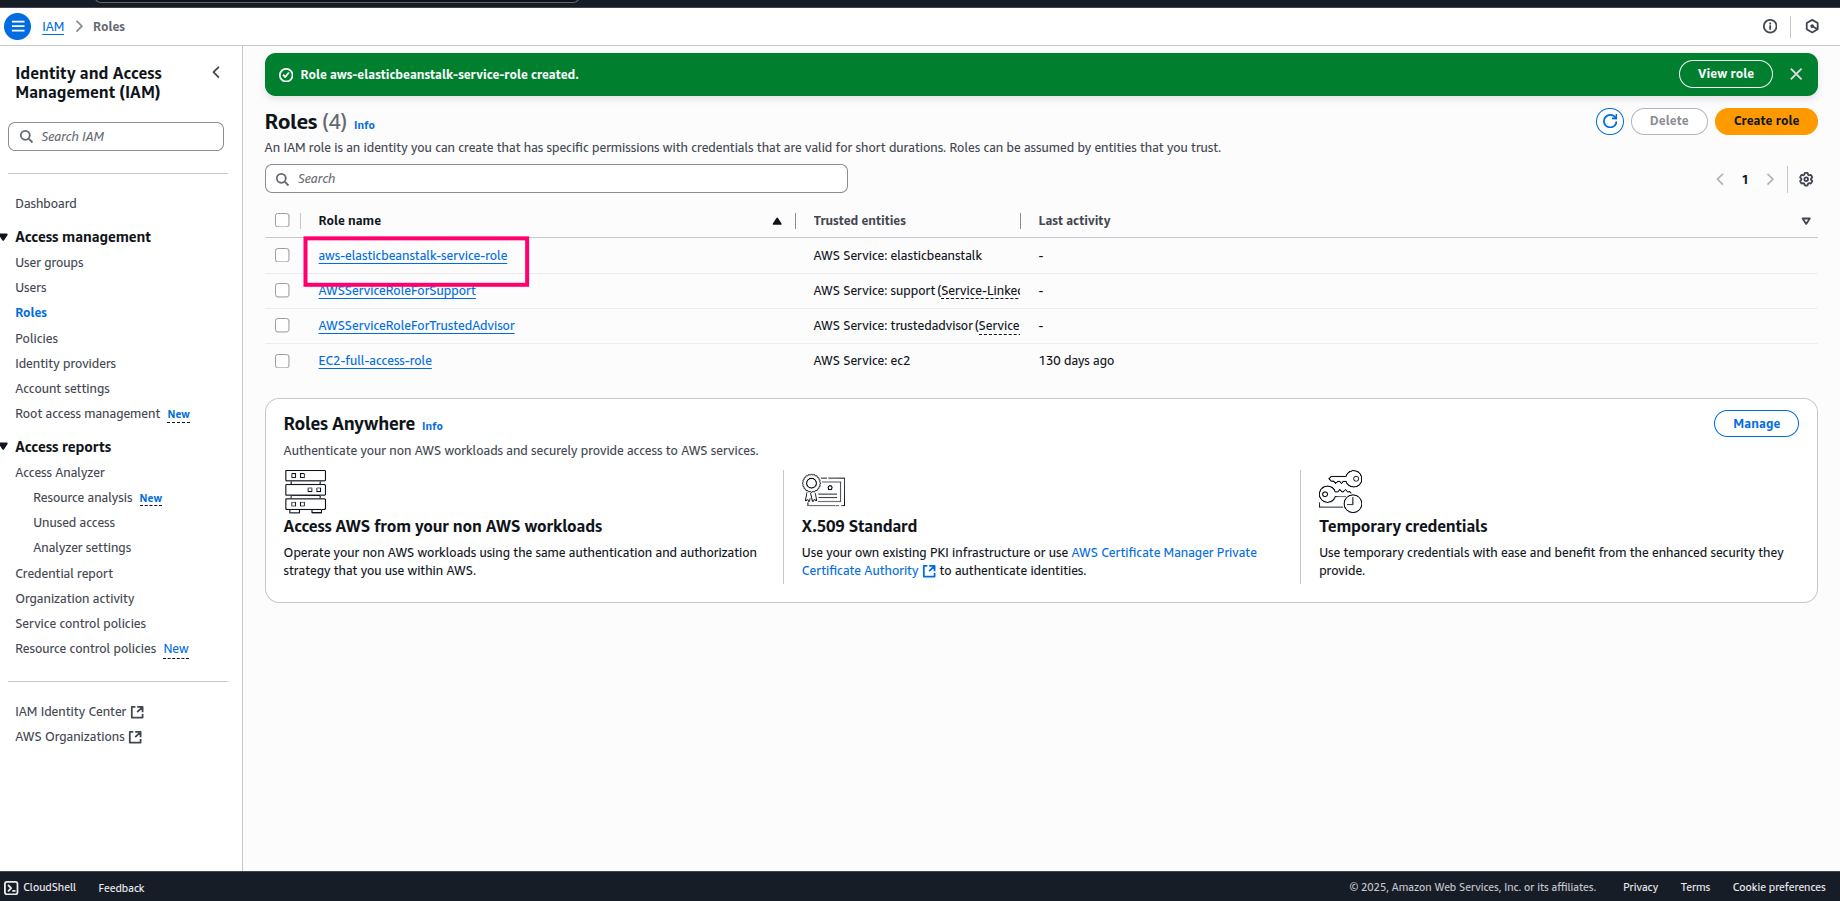 IAM > Roles
Identity and Access
Management (IAM)
Search IAM
Dashboard
Access management
User groups
Users
Roles
Policies
Identity providers
Account settings
Root access management New
Access reports
Access Analyzer
Resource analysis New
Unused access
Analyzer settings
Credential report
Organization activity
Service control policies
Resource control policies New
IAM Identity Center
AWS Organizations
Role aws-elasticbeanstalk-service-role created.
View role
Roles (4) Info
Delete
Create role
An IAM role is an identity you can create that has specific permissions with credentials that are valid for short durations. Roles can be assumed by entities that you trust.
Search
1
Role name Trusted entities Last activity
aws-elasticbeanstalk-service-role AWS Service: elasticbeanstalk -
AWSServiceRoleForSupport AWS Service: support (Service-Linked -
AWSServiceRoleForTrustedAdvisor AWS Service: trustedadvisor (Service -
EC2-full-access-role AWS Service: ec2 130 days ago
Roles Anywhere Info
Manage
Authenticate your non AWS workloads and securely provide access to AWS services.
Access AWS from your non AWS workloads
Operate your non AWS workloads using the same authentication and authorization
strategy that you use within AWS.
X.509 Standard
Use your own existing PKI infrastructure or use AWS Certificate Manager Private
Certificate Authority to authenticate identities.
Temporary credentials
Use temporary credentials with ease and benefit from the enhanced security they
provide.
CloudShell Feedback
© 2025, Amazon Web Services, Inc. or its affiliates. Privacy Terms Cookie preferences